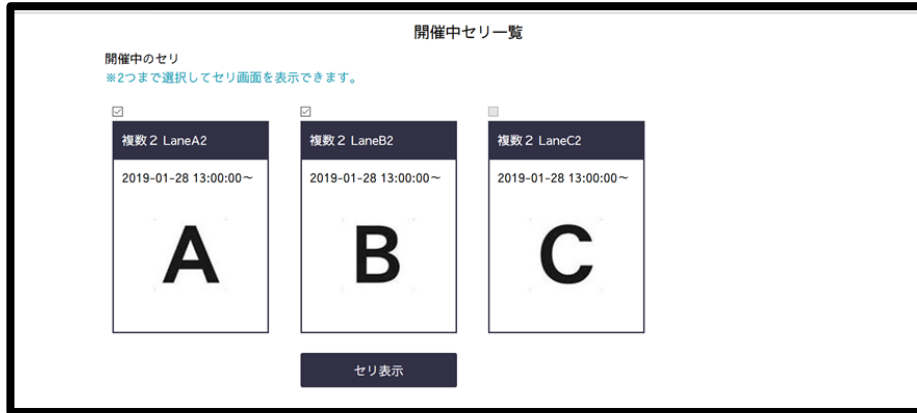 開催中セリ一覧
開催中のセリ
※2つまで選択してセリ画面を表示できます。
複数２ LaneA2
2019-01-28 13:00:00～
A
複数２ LaneB2
2019-01-28 13:00:00～
B
複数２ LaneC2
2019-01-28 13:00:00～
C
セリ表示